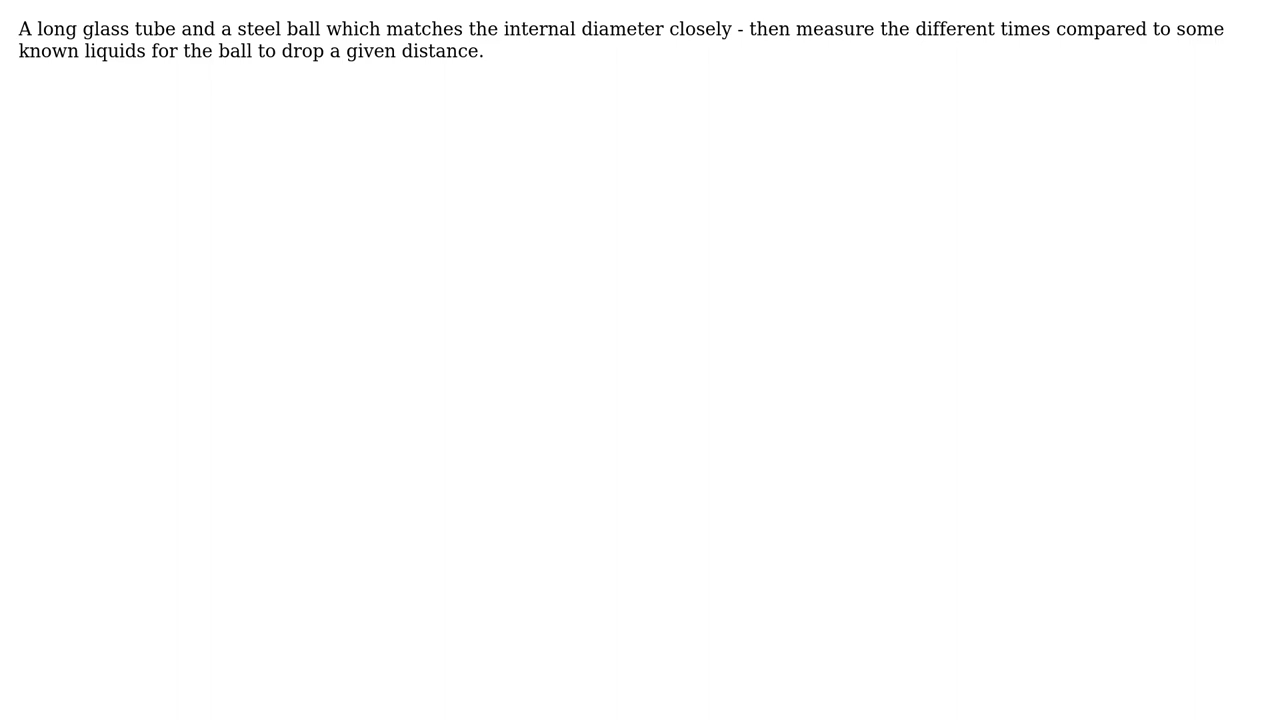 A long glass tube and a steel ball which matches the internal diameter closely - then measure the different times compared to some
known liquids for the ball to drop a given distance.